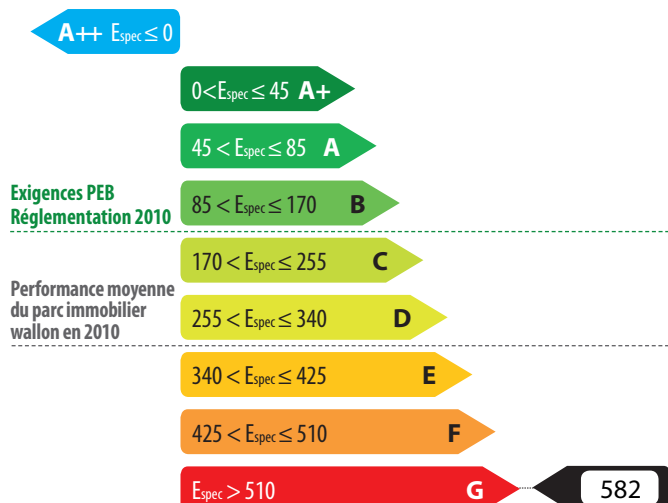 A++ Espec ≤ 0
0<Espec ≤ 45 A+
45 < Espec ≤ 85 A
Exigences PEB
Réglementation 2010
85 < Espec ≤ 170 B
170 < Espec ≤ 255 C
Performance moyenne
du parc immobilier
wallon en 2010
255 < Espec ≤ 340 D
340 < Espec ≤ 425 E
425 < Espec ≤ 510 F
Espec > 510 G
582